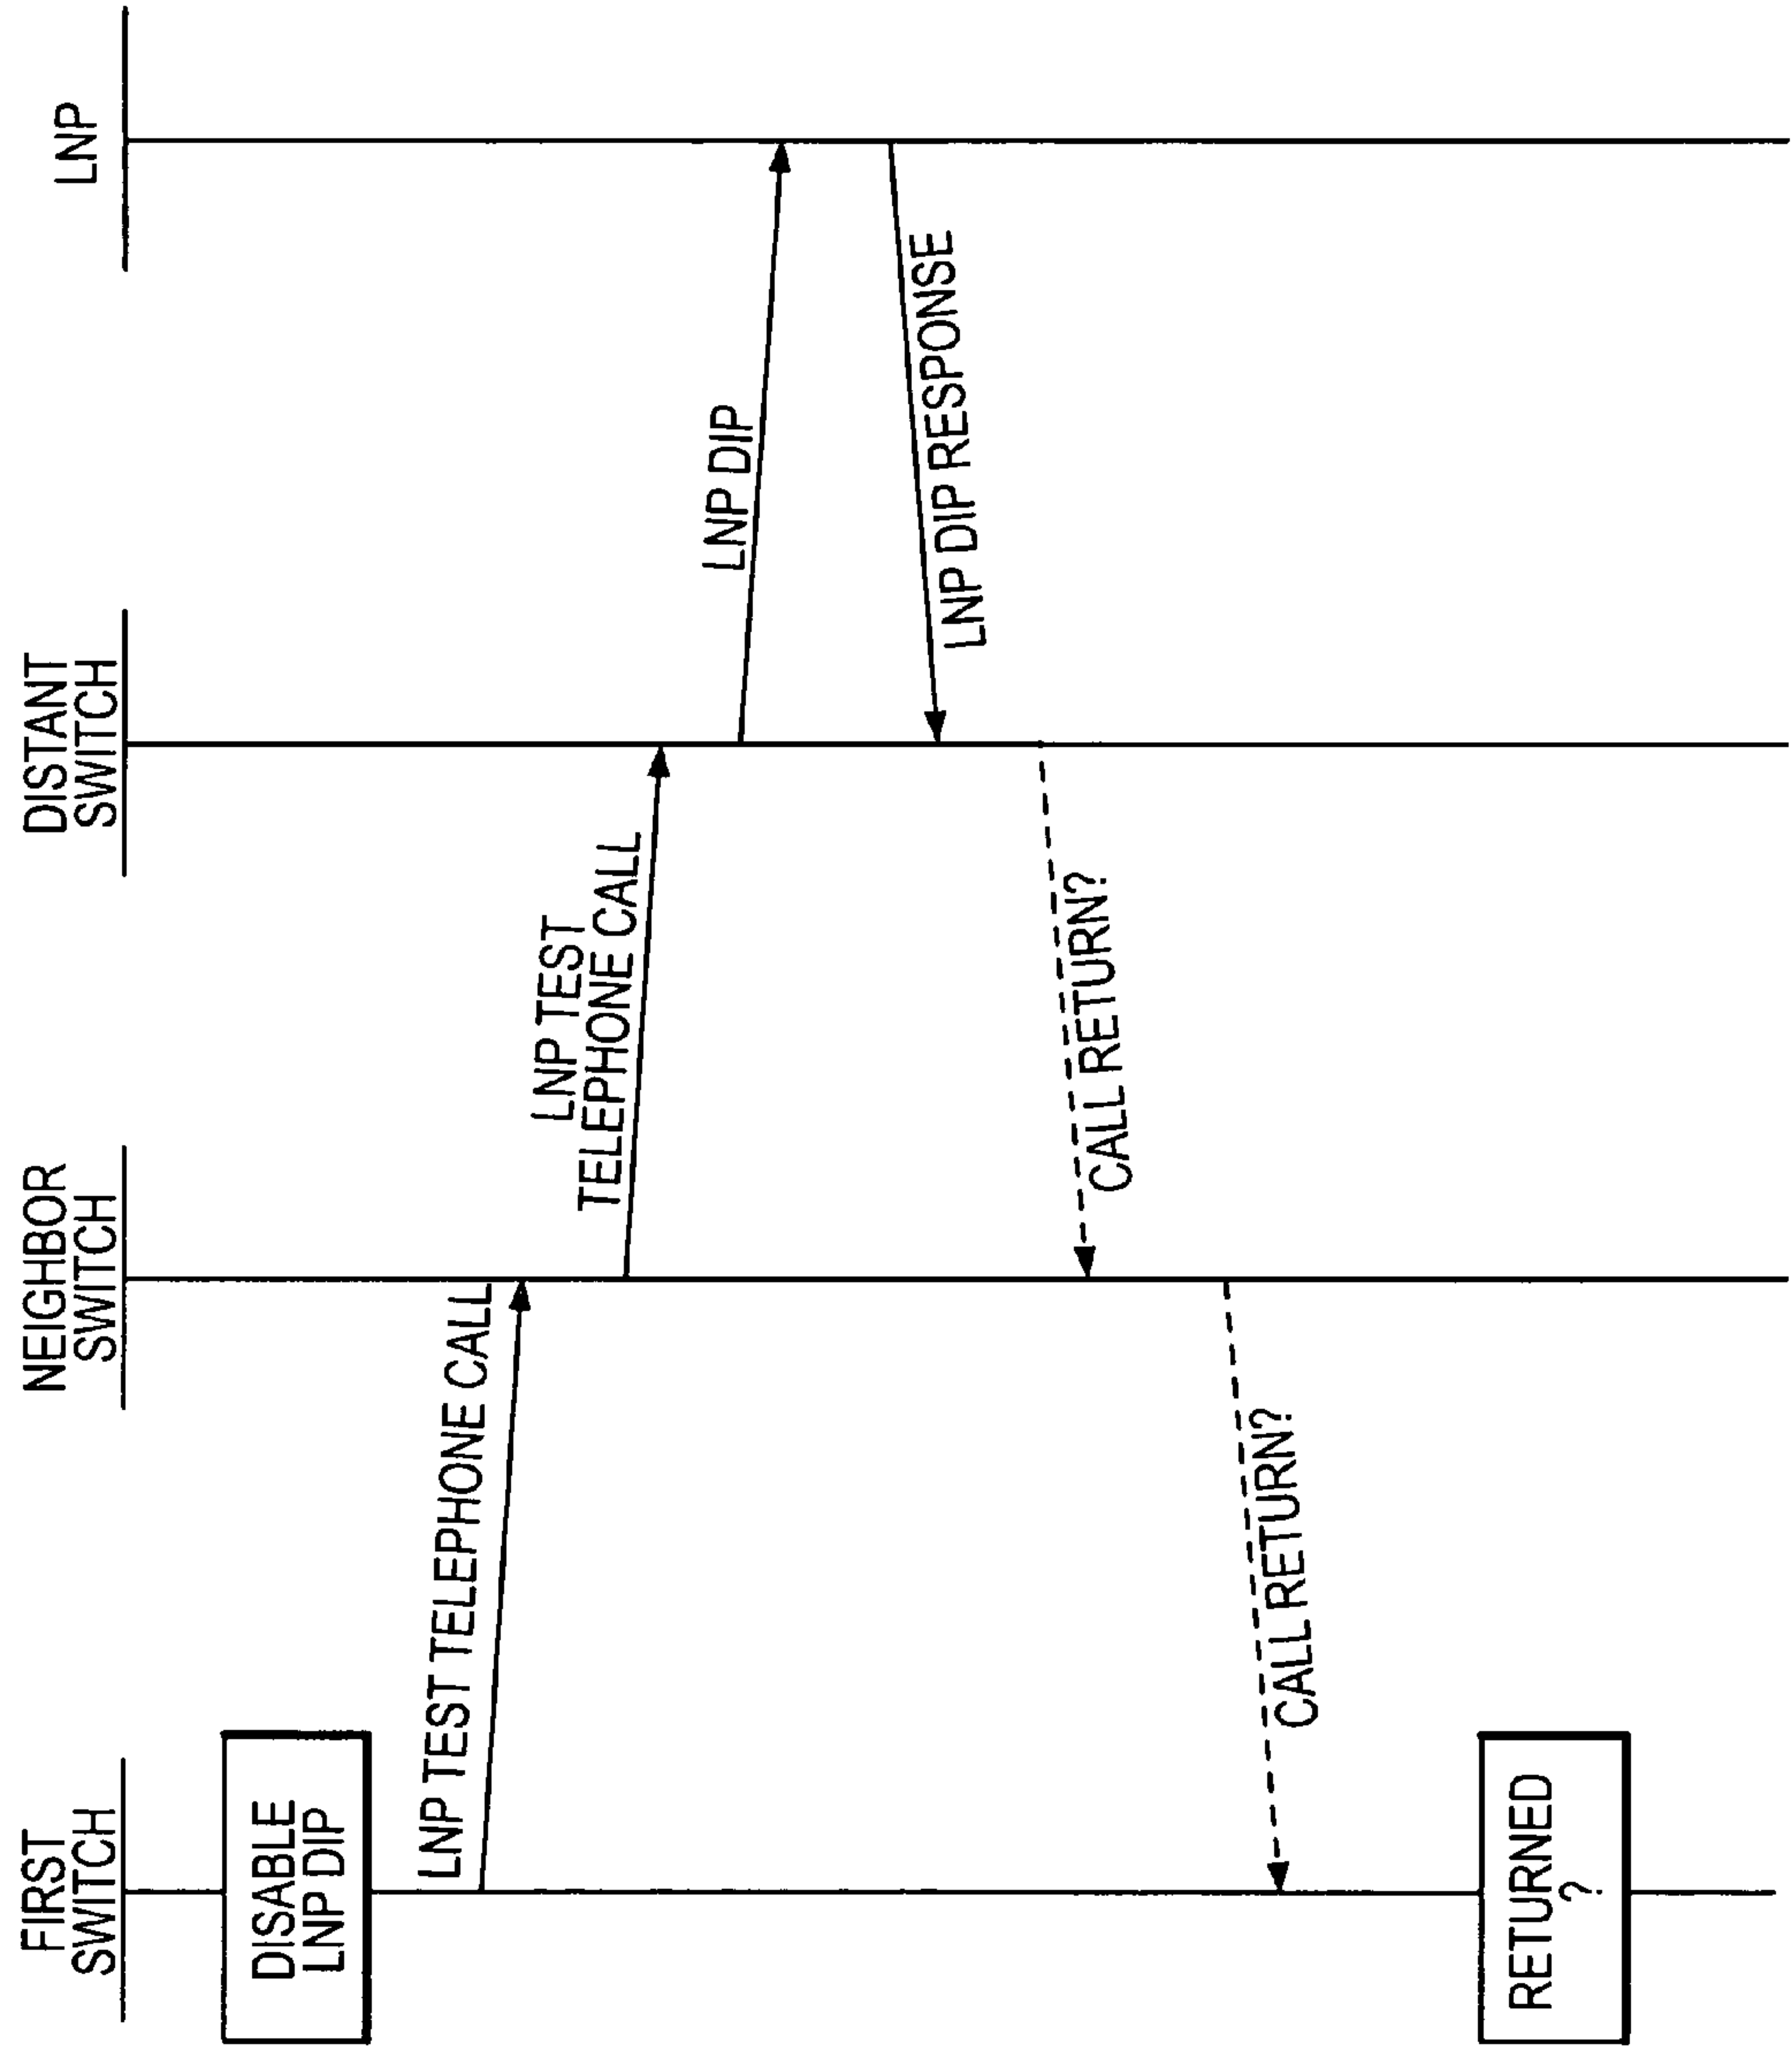 FIRST
SWITCH
NEIGHBOR
SWITCH
DISTANT
SWITCH
LNP
DISABLE
LNP DIP
LNP TEST TELEPHONE CALL
LNP TEST
TELEPHONE CALL
LNP DIP
LNP DIP RESPONSE
CALL RETURN?
CALL RETURN?
RETURNED
?